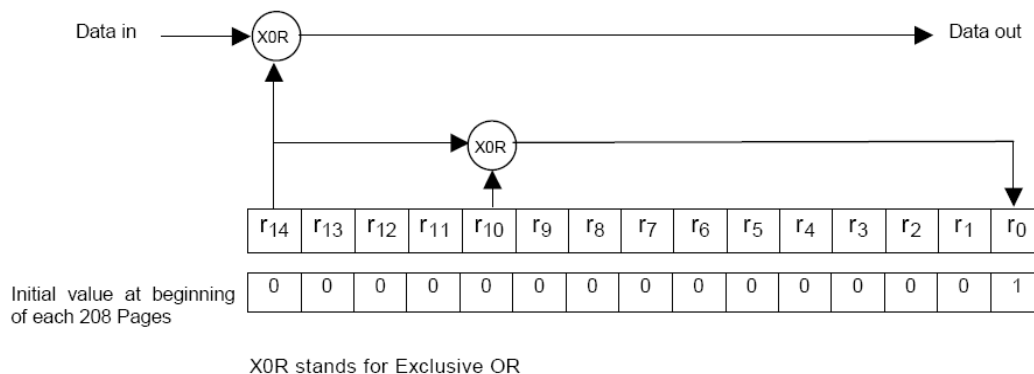 Data in X0R Data out
X0R
r14 r13 r12 r11 r10 r9 r8 r7 r6 r5 r4 r3 r2 r1 r0
Initial value at beginning of each 208 Pages
0 0 0 0 0 0 0 0 0 0 0 0 0 0 1
X0R stands for Exclusive OR